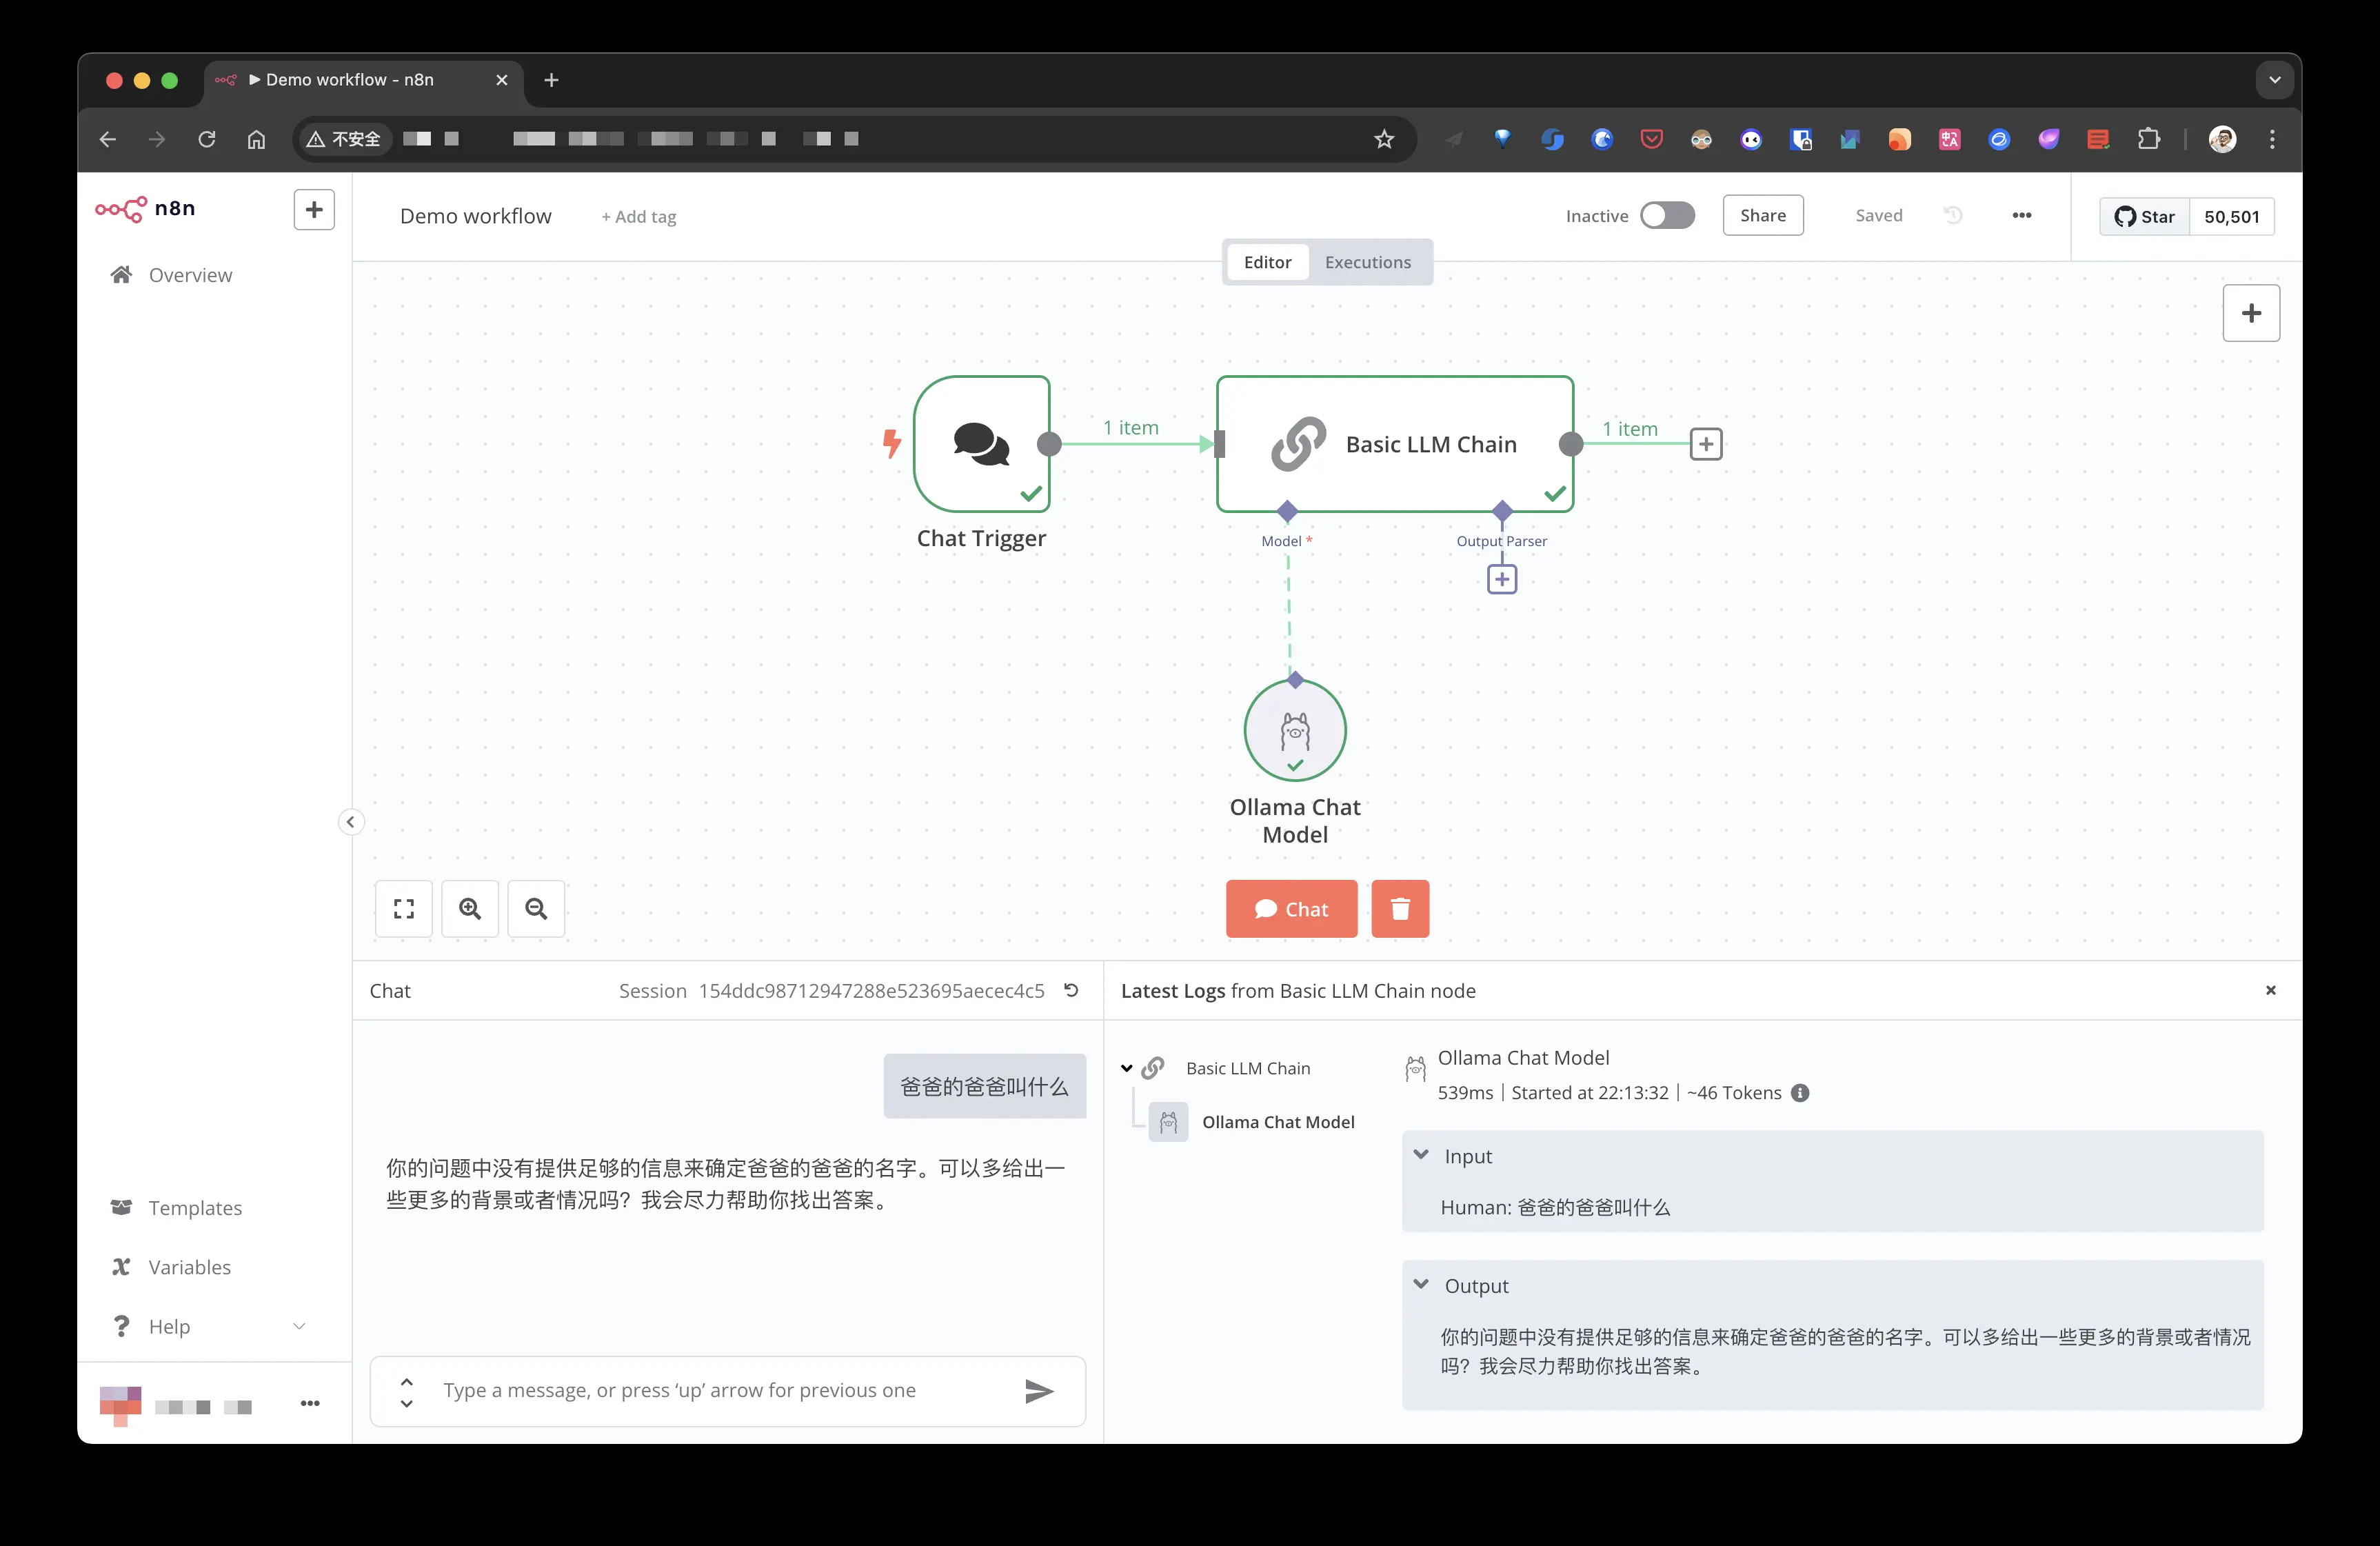 Demo workflow - n8n
不安全
n8n
Demo workflow
+ Add tag
Inactive
Share
Saved
Star
50,501
Overview
Editor
Executions
1 item
Basic LLM Chain
1 item
Chat Trigger
Model *
Output Parser
Ollama Chat
Model
Chat
Chat
Session 154ddc98712947288e523695aecec4c5
爸爸的爸爸叫什么
你的问题中没有提供足够的信息来确定爸爸的爸爸的名字。可以多给出一
些更多的背景或者情况吗？我会尽力帮助你找出答案。
Type a message, or press ‘up’ arrow for previous one
Latest Logs from Basic LLM Chain node
Basic LLM Chain
Ollama Chat Model
Ollama Chat Model
539ms | Started at 22:13:32 | ~46 Tokens
Input
Human: 爸爸的爸爸叫什么
Output
你的问题中没有提供足够的信息来确定爸爸的爸爸的名字。可以多给出一些更多的背景或者情况
吗？我会尽力帮助你找出答案。
Templates
Variables
Help